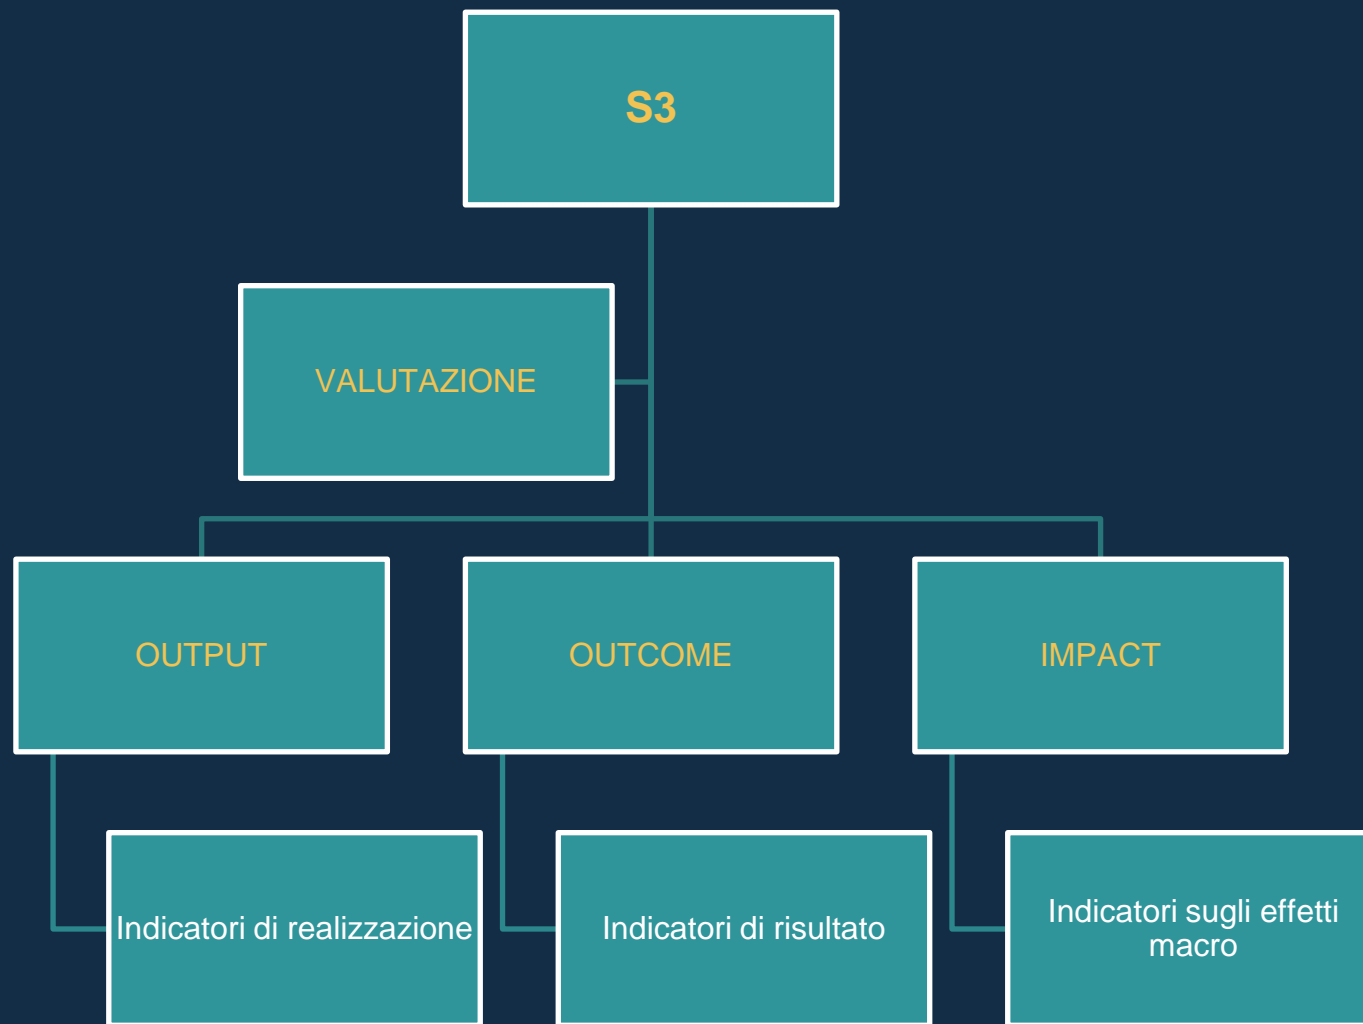 S3
VALUTAZIONE
OUTPUT
OUTCOME
IMPACT
Indicatori di realizzazione
Indicatori di risultato
Indicatori sugli effetti
macro